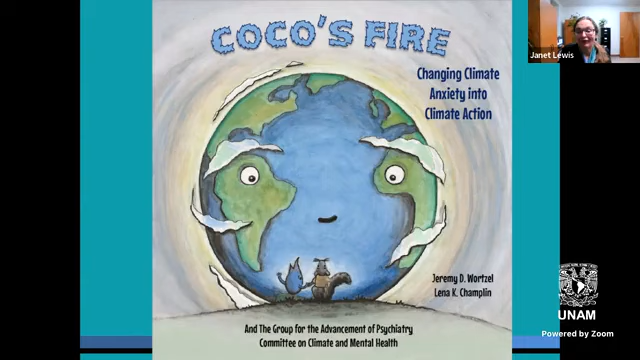 COCO'S FIRE
Changing Climate
Anxiety into
Climate Action
Jeremy D. Wortzel
Lena K. Champlin
And The Group for the Advancement of Psychiatry
Committee on Climate and Mental Health
Janet Lewis
UNAM
Powered by Zoom